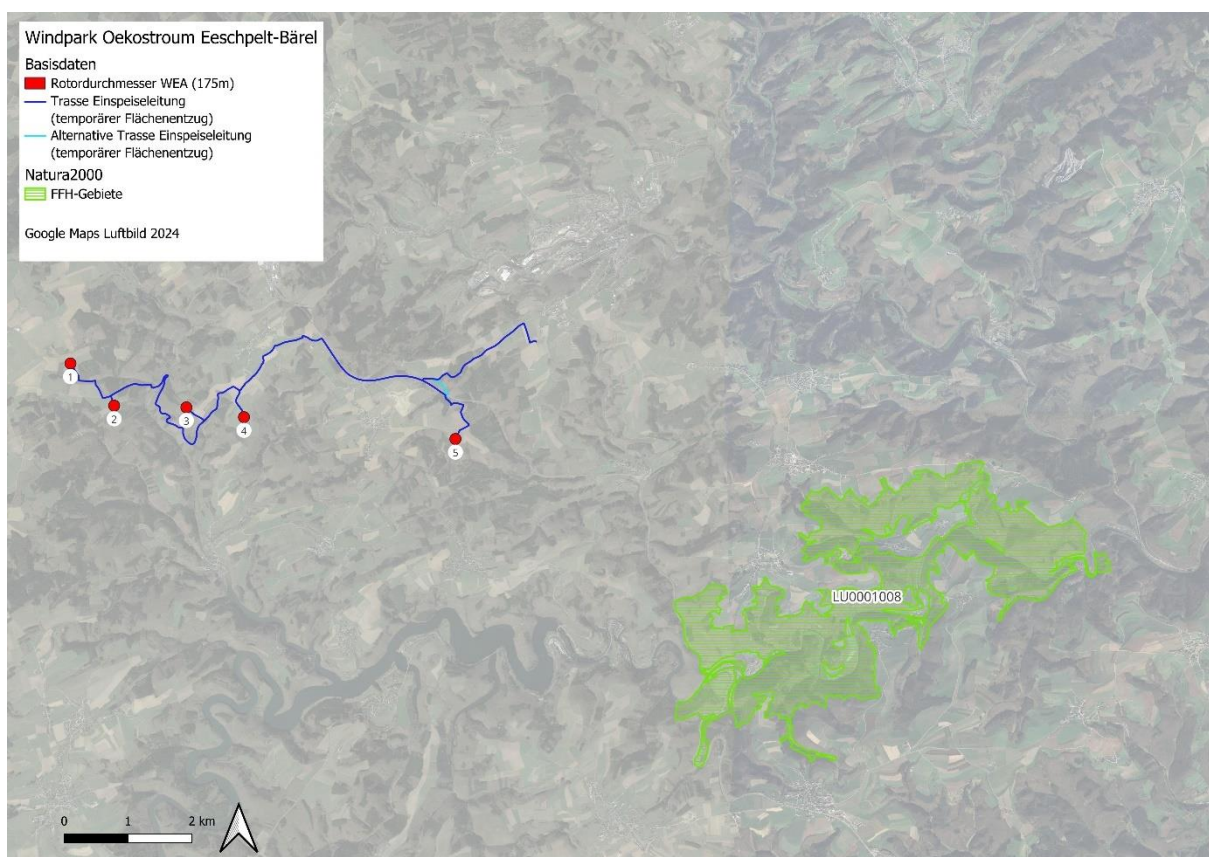 Windpark Oekostroum Eeschpelt-Bärel
Basisdaten
Rotordurchmesser WEA (175m)
Trasse Einspeiseleitung
(temporärer Flächenentzug)
Alternative Trasse Einspeiseleitung
(temporärer Flächenentzug)
Natura2000
FFH-Gebiete
Google Maps Luftbild 2024
1
2
3
4
5
LU0001008
0 1 2 km